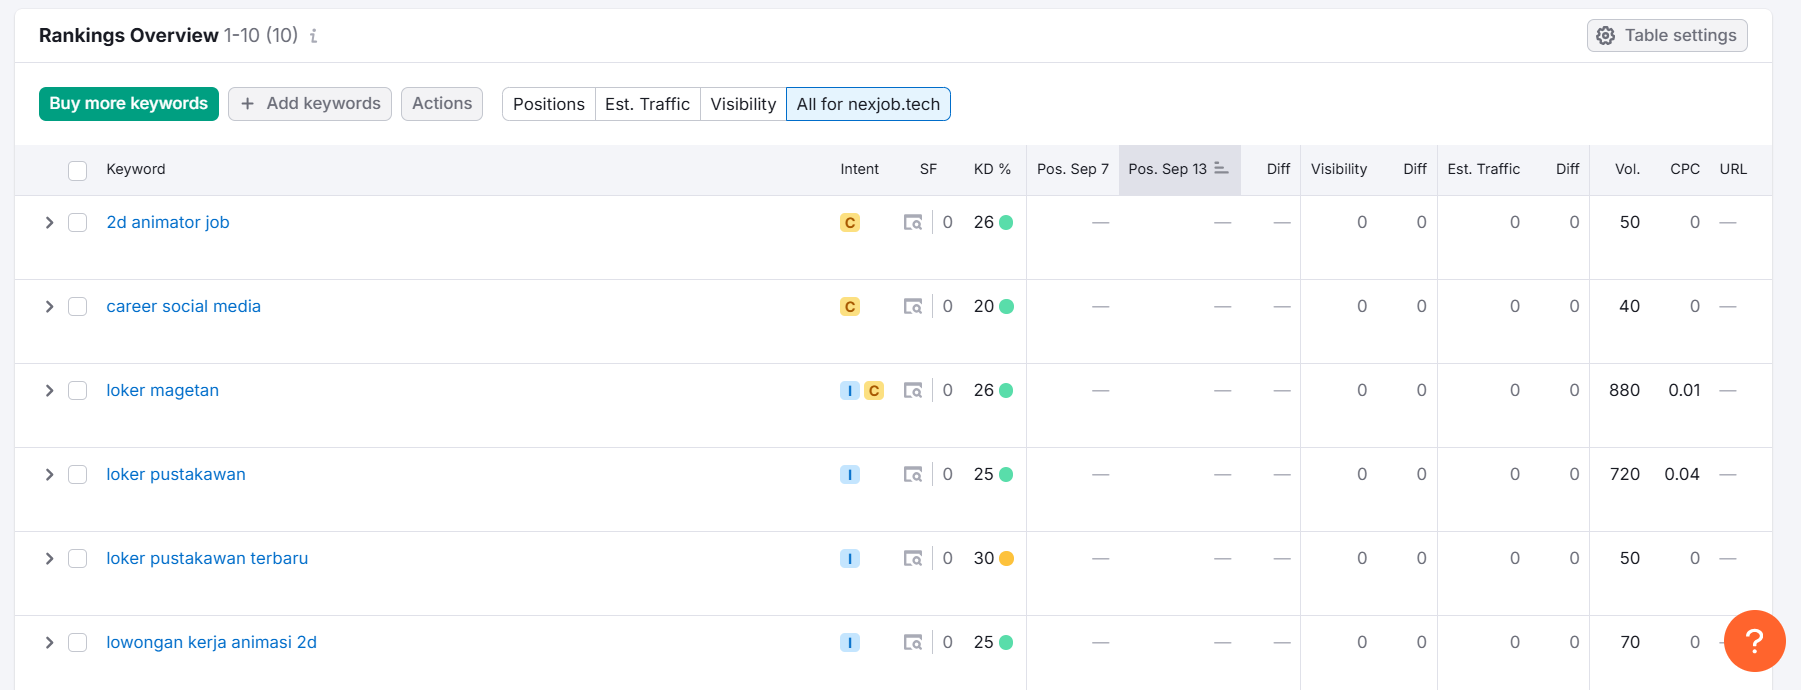 Rankings Overview 1-10 (10) i
Table settings
Buy more keywords + Add keywords Actions Positions Est. Traffic Visibility All for nexjob.tech
Keyword Intent SF KD % Pos. Sep 7 Pos. Sep 13 Diff Visibility Diff Est. Traffic Diff Vol. CPC URL
2d animator job C 0 26 — — — 0 0 0 0 50 0 —
career social media C 0 20 — — — 0 0 0 0 40 0 —
loker magetan I C 0 26 — — — 0 0 0 0 880 0.01 —
loker pustakawan I 0 25 — — — 0 0 0 0 720 0.04 —
loker pustakawan terbaru I 0 30 — — — 0 0 0 0 50 0 —
lowongan kerja animasi 2d I 0 25 — — — 0 0 0 0 70 0 —
?